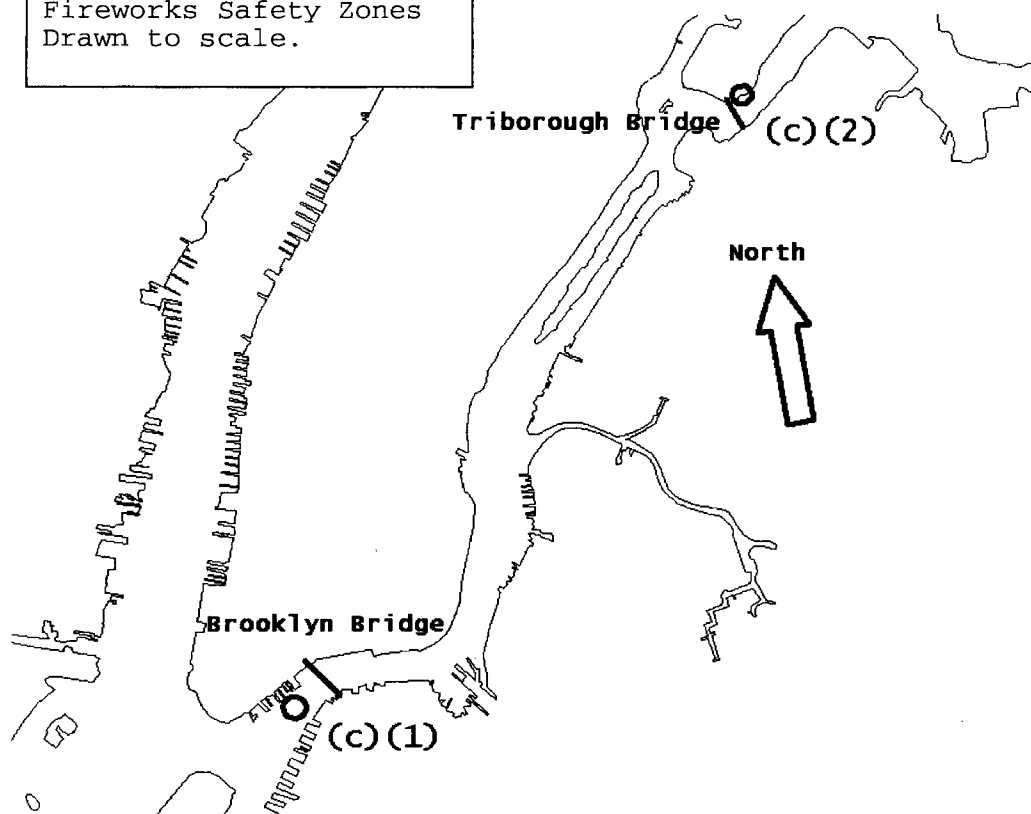 Fireworks Safety Zones
Drawn to scale.
Triborough Bridge
(c)(2)
North
Brooklyn Bridge
(c)(1)